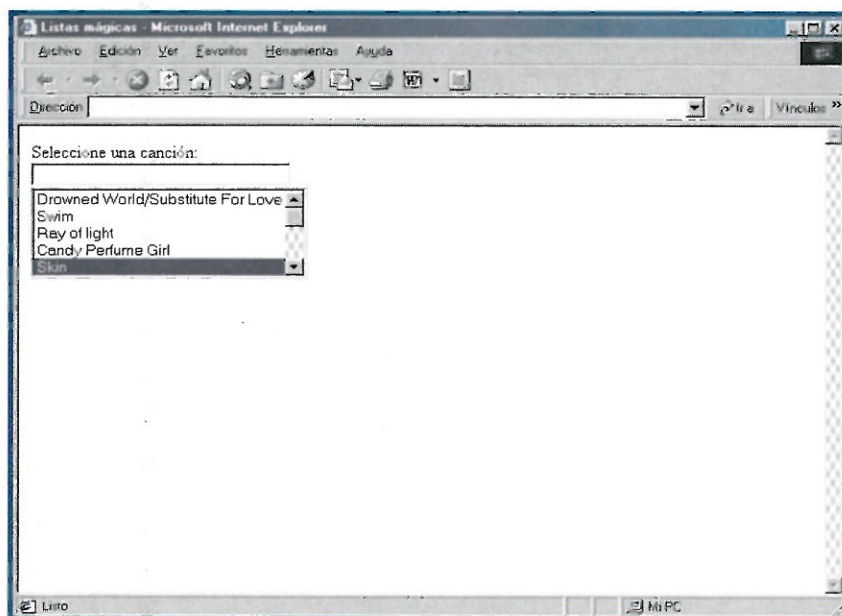 Listas mágicas - Microsoft Internet Explorer
Archivo Edición Ver Favoritos Herramientas Ayuda
Dirección Ir a Vínculos »
Seleccione una canción:
Drowned World/Substitute For Love
Swim
Ray of light
Candy Perfume Girl
Skin
Listo Mi PC